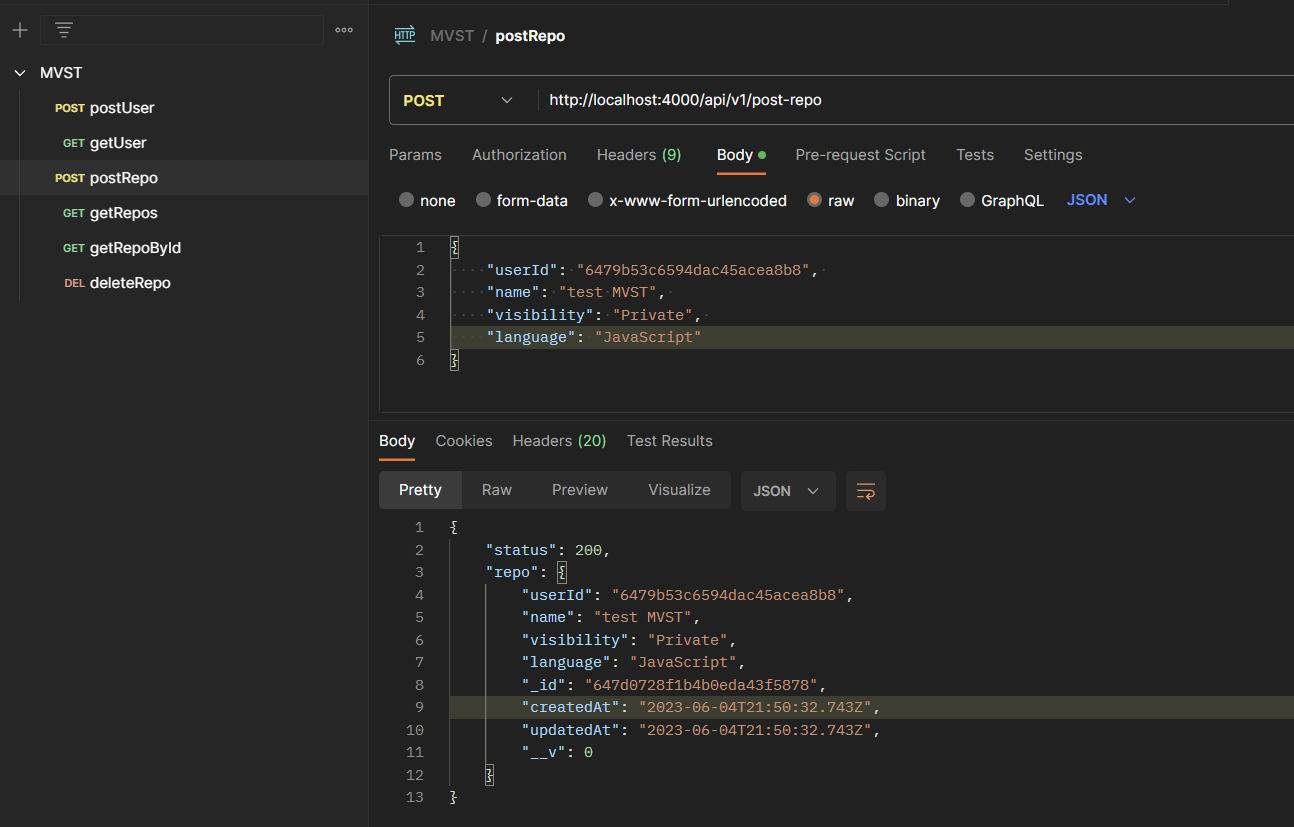 MVST
POST postUser
GET getUser
POST postRepo
GET getRepos
GET getRepoById
DEL deleteRepo
HTTP MVST / postRepo
POST http://localhost:4000/api/v1/post-repo
Params Authorization Headers (9) Body Pre-request Script Tests Settings
none form-data x-www-form-urlencoded raw binary GraphQL JSON
1 {
2 "userId": "6479b53c6594dac45acea8b8",
3 "name": "test MVST",
4 "visibility": "Private",
5 "language": "JavaScript"
6 }
Body Cookies Headers (20) Test Results
Pretty Raw Preview Visualize JSON
1 {
2 "status": 200,
3 "repo": {
4 "userId": "6479b53c6594dac45acea8b8",
5 "name": "test MVST",
6 "visibility": "Private",
7 "language": "JavaScript",
8 "_id": "647d0728f1b4b0eda43f5878",
9 "createdAt": "2023-06-04T21:50:32.743Z",
10 "updatedAt": "2023-06-04T21:50:32.743Z",
11 "__v": 0
12 }
13 }